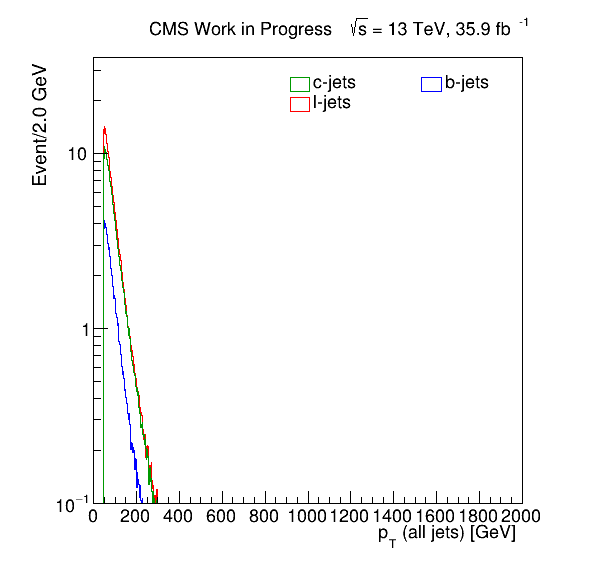 CMS Work in Progress √s = 13 TeV, 35.9 fb⁻¹
Event/2.0 GeV
c-jets b-jets
l-jets
10
1
10⁻¹
0 200 400 600 800 1000 1200 1400 1600 1800 2000
p_T (all jets) [GeV]